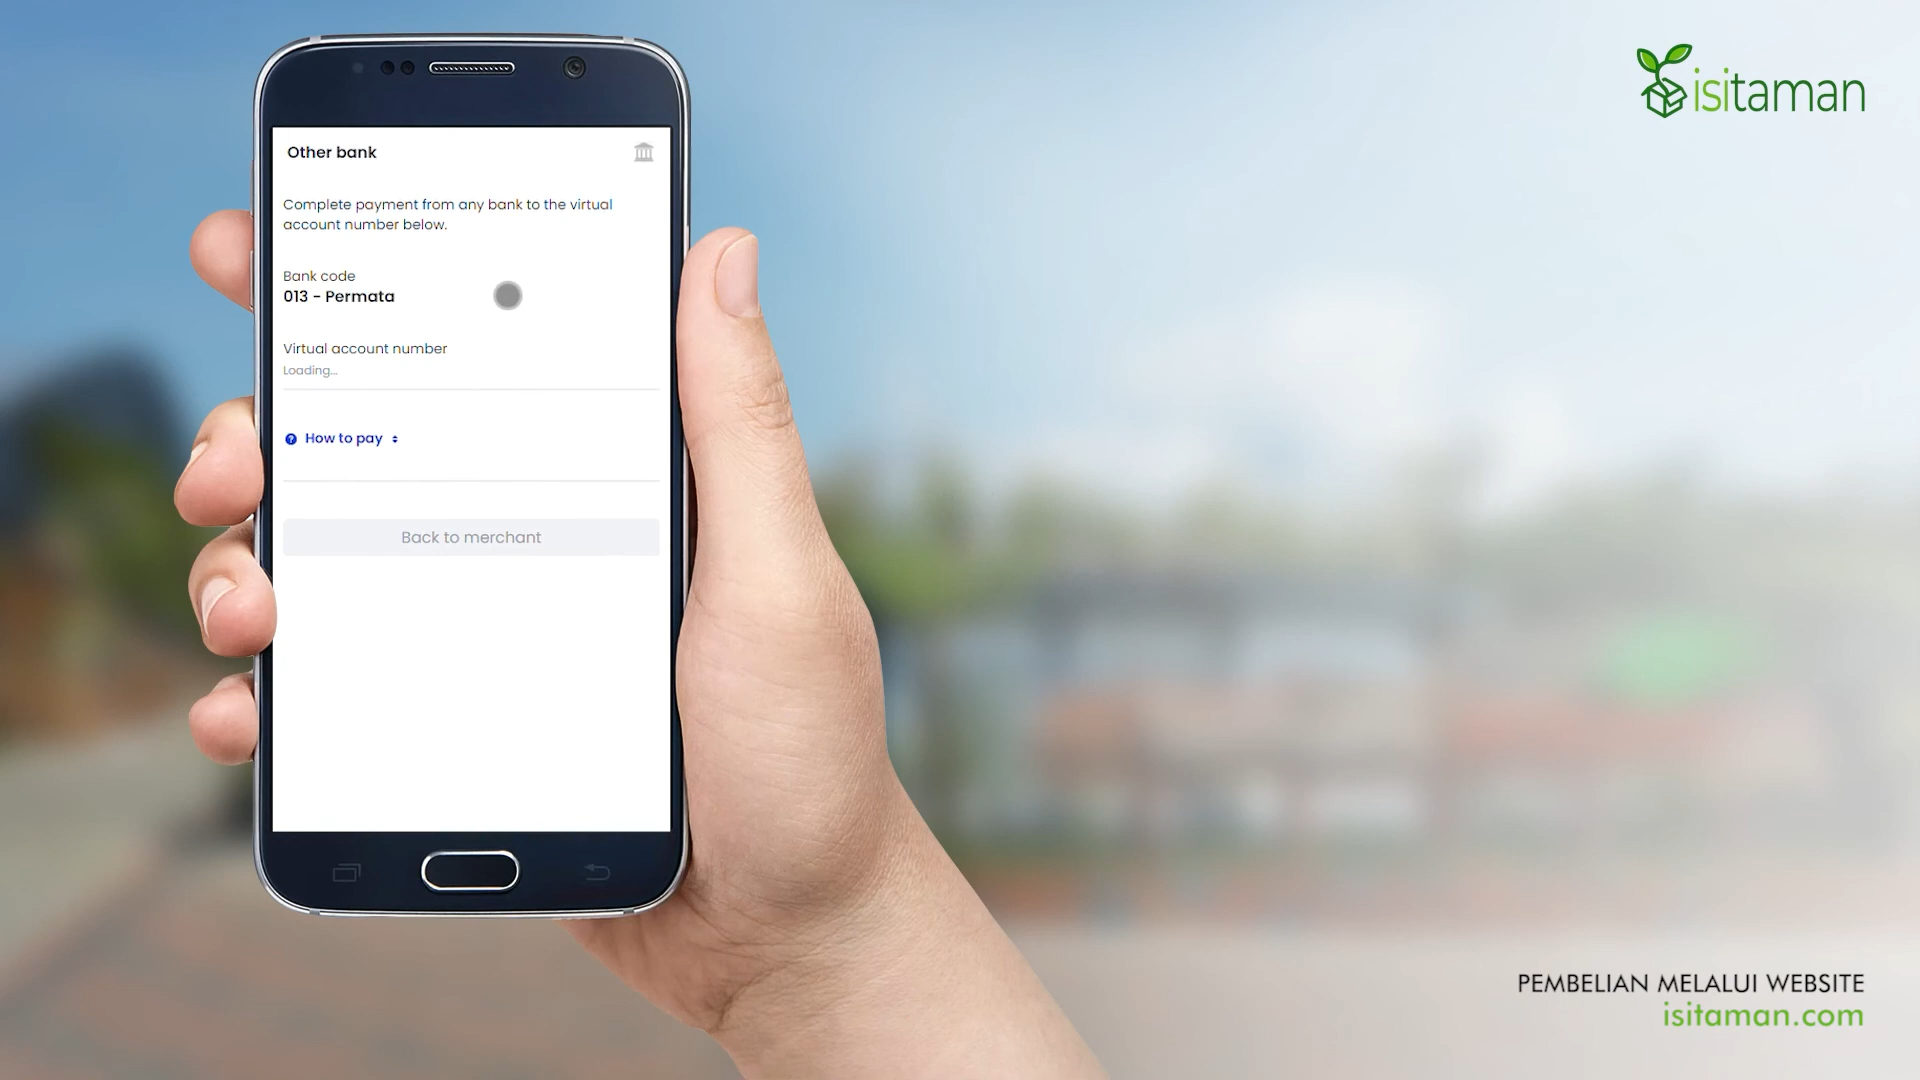 isitaman
Other bank
Complete payment from any bank to the virtual
account number below.
Bank code
013 - Permata
Virtual account number
Loading...
How to pay
Back to merchant
PEMBELIAN MELALUI WEBSITE
isitaman.com